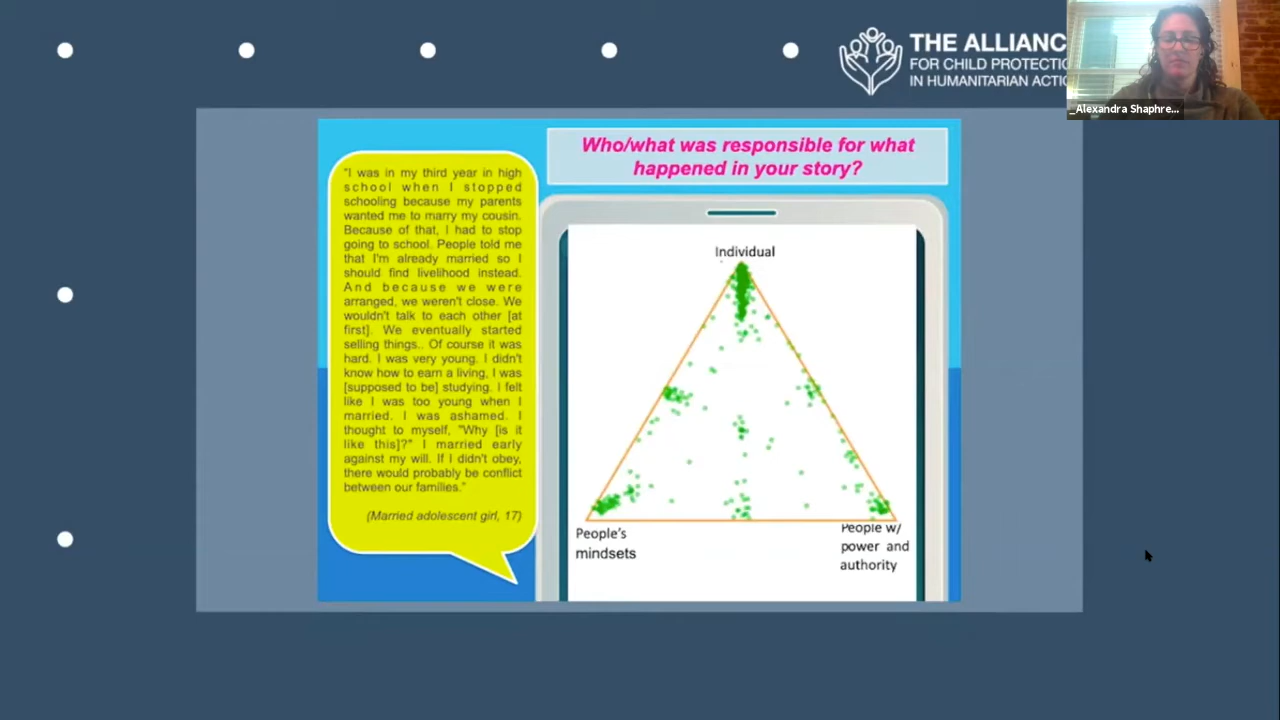 THE ALLIANC
FOR CHILD PROTECTIO
IN HUMANITARIAN ACTIO
_Alexandra Shaphre...
Who/what was responsible for what
happened in your story?
"I was in my third year in high
school when I stopped
schooling because my parents
wanted me to marry my cousin.
Because of that, I had to stop
going to school. People told me
that I'm already married so I
should find livelihood instead.
And because we were
arranged, we weren't close. We
wouldn't talk to each other [at
first]. We eventually started
selling things.. Of course it was
hard. I was very young. I didn't
know how to earn a living, I was
[supposed to be] studying. I felt
like I was too young when I
married. I was ashamed. I
thought to myself, "Why [is it
like this]?" I married early
against my will. If I didn't obey,
there would probably be conflict
between our families."
(Married adolescent girl, 17)
Individual
People's
mindsets
People w/
power and
authority